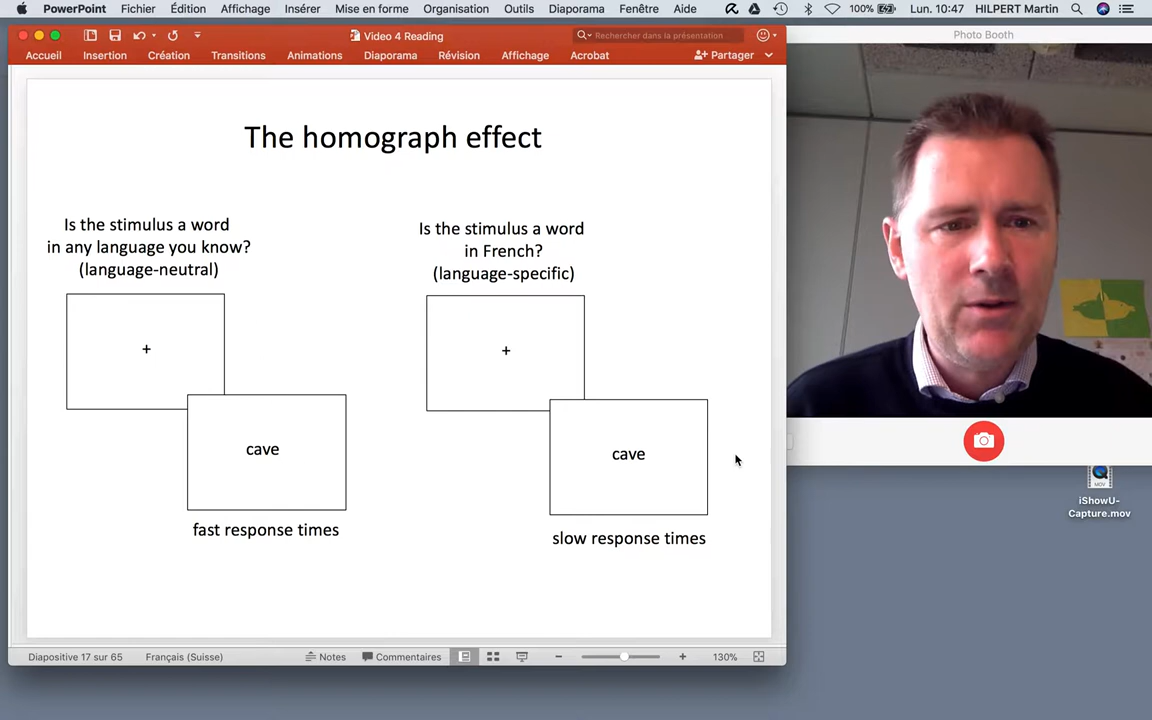 PowerPoint Fichier Édition Affichage Insérer Mise en forme Organisation Outils Diaporama Fenêtre Aide 100% Lun. 10:47 HILPERT Martin
Video 4 Reading
Rechercher dans la présentation
Accueil Insertion Création Transitions Animations Diaporama Révision Affichage Acrobat Partager
Photo Booth
The homograph effect
Is the stimulus a word
in any language you know?
(language-neutral)
+
cave
fast response times
Is the stimulus a word
in French?
(language-specific)
+
cave
slow response times
MOV
iShowU-
Capture.mov
Diapositive 17 sur 65 Français (Suisse) Notes Commentaires 130%